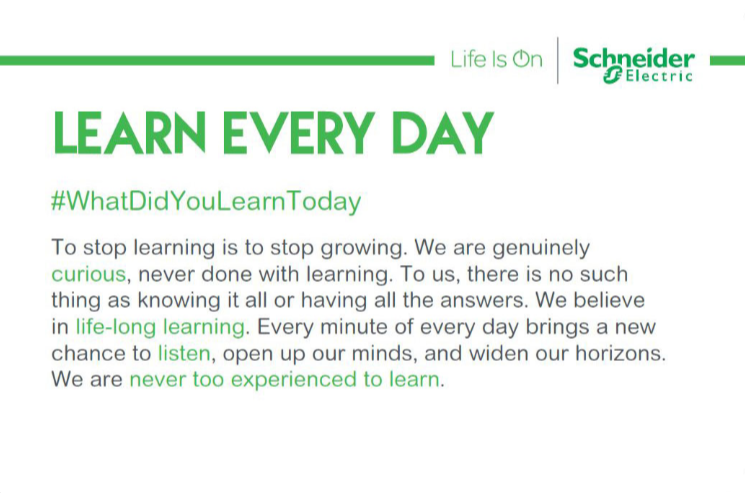 Life Is On
Schneider
Electric
LEARN EVERY DAY
#WhatDidYouLearnToday
To stop learning is to stop growing. We are genuinely
curious, never done with learning. To us, there is no such
thing as knowing it all or having all the answers. We believe
in life-long learning. Every minute of every day brings a new
chance to listen, open up our minds, and widen our horizons.
We are never too experienced to learn.